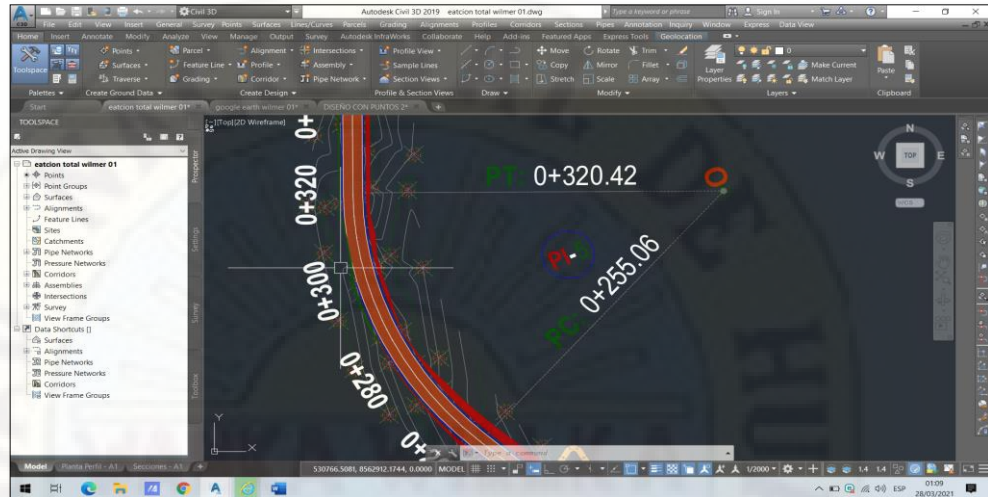 Civil 3D
Autodesk Civil 3D 2019 eatcion total wilmer 01.dwg
Type a keyword or phrase
Sign In
File Edit View Insert General Survey Points Surfaces Lines/Curves Parcels Grading Alignments Profiles Corridors Sections Pipes Annotation Inquiry Window Express Data View
Home Insert Annotate Modify Analyze View Manage Output Survey Autodesk InfraWorks Collaborate Help Add-ins Featured Apps Express Tools Geolocation
Toolspace
Points
Surfaces
Traverse
Parcel
Feature Line
Grading
Alignment
Profile
Corridor
Intersections
Assembly
Pipe Network
Profile View
Sample Lines
Section Views
Move
Copy
Stretch
Rotate
Mirror
Scale
Trim
Fillet
Array
Layer
Properties
0
Make Current
Match Layer
Paste
Palettes Create Ground Data Create Design Profile & Section Views Draw Modify Layers Clipboard
Start eatcion total wilmer 01* google earth wilmer 01* DISEÑO CON PUNTOS 2*
TOOLSPACE
Active Drawing View
eatcion total wilmer 01
Points
Point Groups
Surfaces
Alignments
Feature Lines
Sites
Catchments
Pipe Networks
Pressure Networks
Corridors
Assemblies
Intersections
Survey
View Frame Groups
Data Shortcuts []
Surfaces
Alignments
Pipe Networks
Pressure Networks
Corridors
View Frame Groups
Prospector
Settings
Survey
Toolbox
[-][Top][2D Wireframe]
0+320
0+300
0+280
PT: 0+320.42
PI-5
PC: 0+255.06
N
W TOP E
S
Y
X
Type a command
Model Planta Perfil - A1 Secciones - A1
530766.5081, 8562912.1744, 0.0000 MODEL 1/2000 1.4 1.4
ESP
01:09
28/03/2021